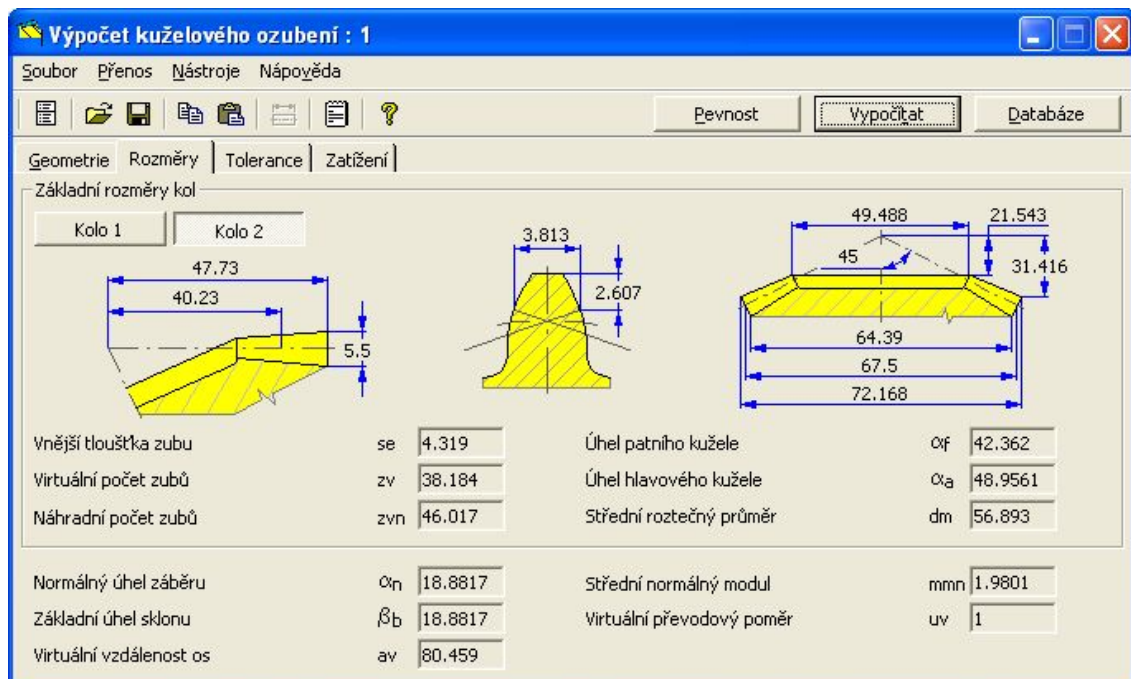 Výpočet kuželového ozubení : 1
Soubor Přenos Nástroje Nápověda
Pevnost Vypočítat Databáze
Geometrie Rozměry Tolerance Zatížení
Základní rozměry kol
Kolo 1 Kolo 2
47.73
40.23
5.5
3.813
2.607
49.488 21.543
45 31.416
64.39
67.5
72.168
Vnější tloušťka zubu se 4.319 Úhel patního kužele αf 42.362
Virtuální počet zubů zv 38.184 Úhel hlavového kužele αa 48.9561
Náhradní počet zubů zvn 46.017 Střední roztečný průměr dm 56.893
Normálný úhel záběru αn 18.8817 Střední normálný modul mmn 1.9801
Základní úhel sklonu βb 18.8817 Virtuální převodový poměr uv 1
Virtuální vzdálenost os av 80.459